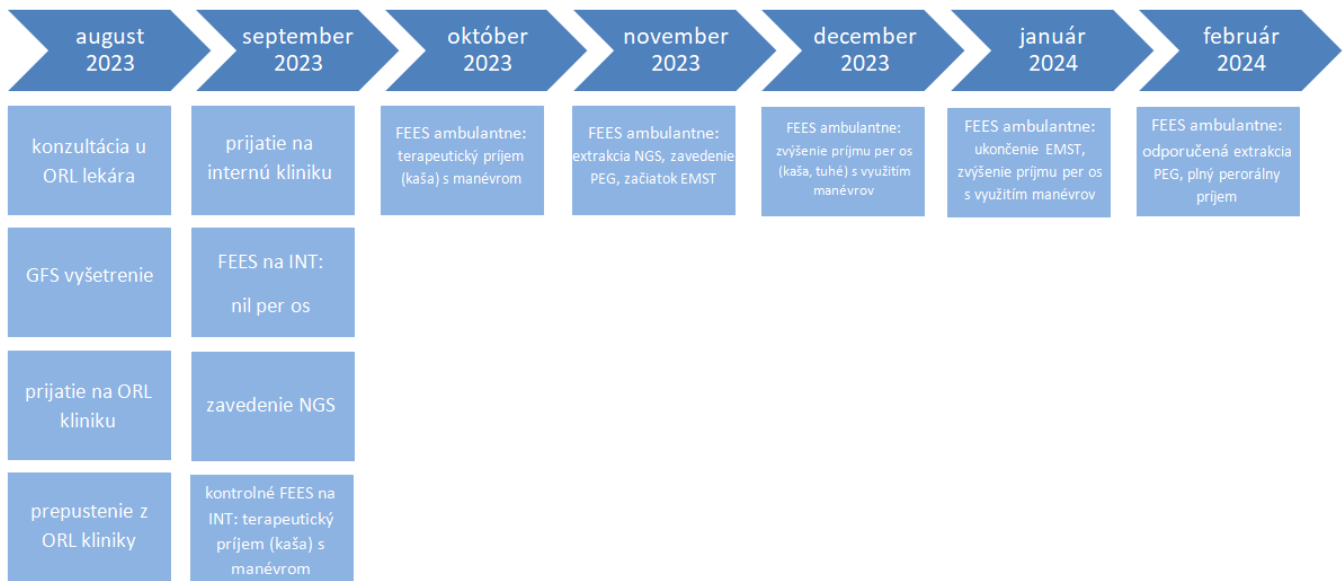 august
2023
september
2023
október
2023
november
2023
december
2023
január
2024
február
2024
konzultácia u
ORL lekára
GFS vyšetrenie
prijatie na ORL
kliniku
prepustenie z
ORL kliniky
prijatie na
internú kliniku
FEES na INT:
nil per os
zavedenie NGS
kontrolné FEES na
INT: terapeutický
príjem (kaša) s
manévrom
FEES ambulantne:
terapeutický príjem
(kaša) s manévrom
FEES ambulantne:
extrakcia NGS, zavedenie
PEG, začiatok EMST
FEES ambulantne:
zvýšenie príjmu per os
(kaša, tuhé) s využitím
manévrov
FEES ambulantne:
ukončenie EMST,
zvýšenie príjmu per os
s využitím manévrov
FEES ambulantne:
odporučená extrakcia
PEG, plný perorálny
príjem